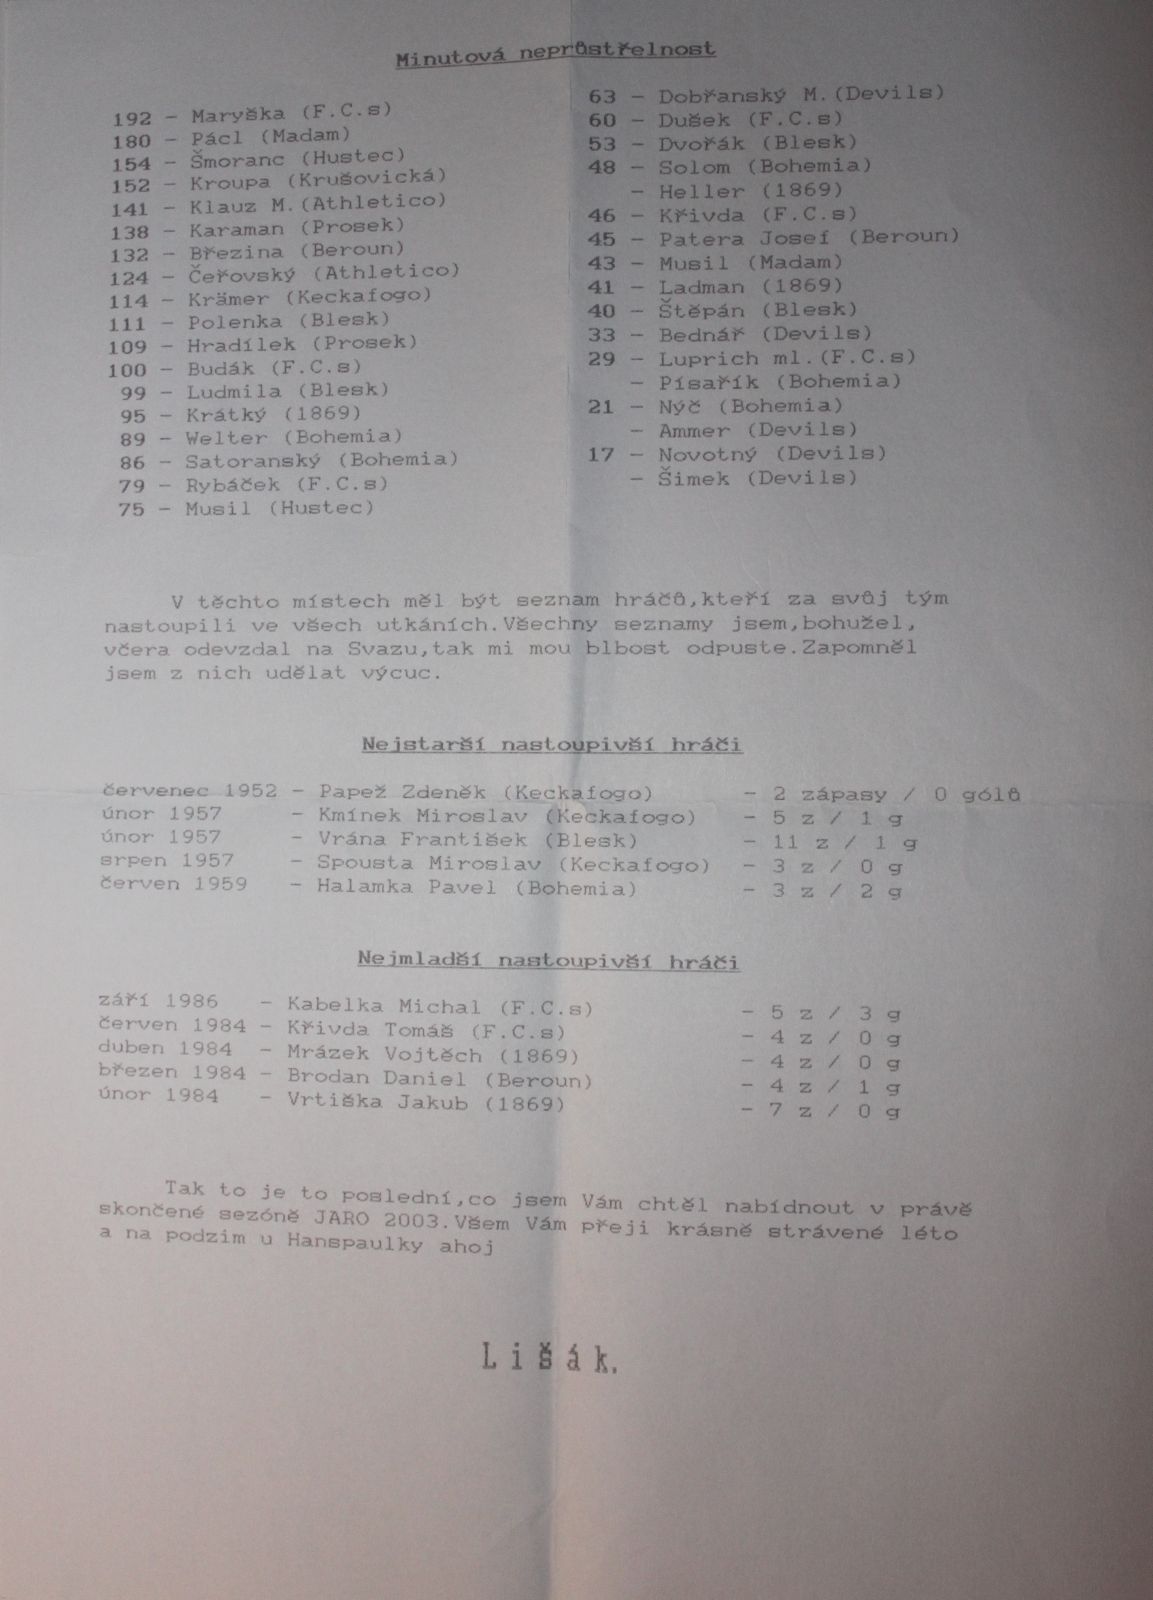 Minutová neprůstřelnost
192 - Maryška (F.C.s)
180 - Pácl (Madam)
154 - Šmoranc (Hustec)
152 - Kroupa (Krušovická)
141 - Klauz M.(Athletico)
138 - Karaman (Prosek)
132 - Březina (Beroun)
124 - Čeřovský (Athletico)
114 - Krämer (Keckafogo)
111 - Polenka (Blesk)
109 - Hradílek (Prosek)
100 - Budák (F.C.s)
99 - Ludmila (Blesk)
95 - Krátký (1869)
89 - Welter (Bohemia)
86 - Satoranský (Bohemia)
79 - Rybáček (F.C.s)
75 - Musil (Hustec)
63 - Dobřanský M.(Devils)
60 - Dušek (F.C.s)
53 - Dvořák (Blesk)
48 - Solom (Bohemia)
- Heller (1869)
46 - Křivda (F.C.s)
45 - Patera Josef (Beroun)
43 - Musil (Madam)
41 - Ladman (1869)
40 - Štěpán (Blesk)
33 - Bednář (Devils)
29 - Luprich ml.(F.C.s)
- Písařík (Bohemia)
21 - Nýč (Bohemia)
- Ammer (Devils)
17 - Novotný (Devils)
- Šimek (Devils)
V těchto místech měl být seznam hráčů,kteří za svůj tým
nastoupili ve všech utkáních.Všechny seznamy jsem,bohužel,
včera odevzdal na Svazu,tak mi mou blbost odpuste.Zapomněl
jsem z nich udělat výcuc.
Nejstarší nastoupivší hráči
červenec 1952 - Papež Zdeněk (Keckafogo) - 2 zápasy / 0 gólů
únor 1957 - Kmínek Miroslav (Keckafogo) - 5 z / 1 g
únor 1957 - Vrána František (Blesk) - 11 z / 1 g
srpen 1957 - Spousta Miroslav (Keckafogo) - 3 z / 0 g
červen 1959 - Halamka Pavel (Bohemia) - 3 z / 2 g
Nejmladší nastoupivší hráči
září 1986 - Kabelka Michal (F.C.s) - 5 z / 3 g
červen 1984 - Křivda Tomáš (F.C.s) - 4 z / 0 g
duben 1984 - Mrázek Vojtěch (1869) - 4 z / 0 g
březen 1984 - Brodan Daniel (Beroun) - 4 z / 1 g
únor 1984 - Vrtiška Jakub (1869) - 7 z / 0 g
Tak to je to poslední,co jsem Vám chtěl nabídnout v právě
skončené sezóně JARO 2003.Všem Vám přeji krásně strávené léto
a na podzim u Hanspaulky ahoj
Lišák.